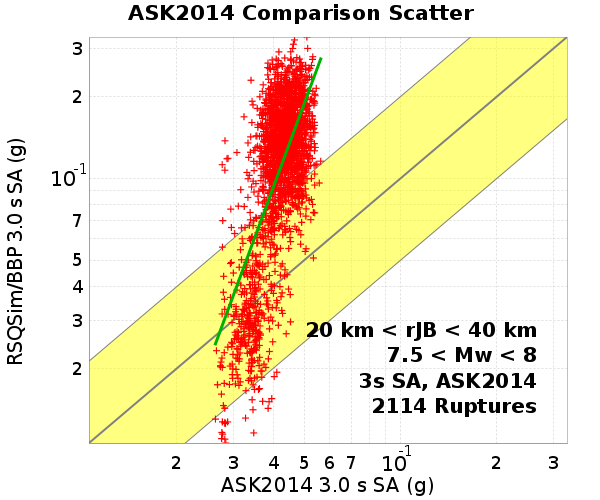 ASK2014 Comparison Scatter
RSQSim/BBP 3.0 s SA (g)
3
2
10-1
7
5
4
3
2
20 km < rJB < 40 km
7.5 < Mw < 8
3s SA, ASK2014
2114 Ruptures
2 3 4 5 6 7 10-1 2 3
ASK2014 3.0 s SA (g)